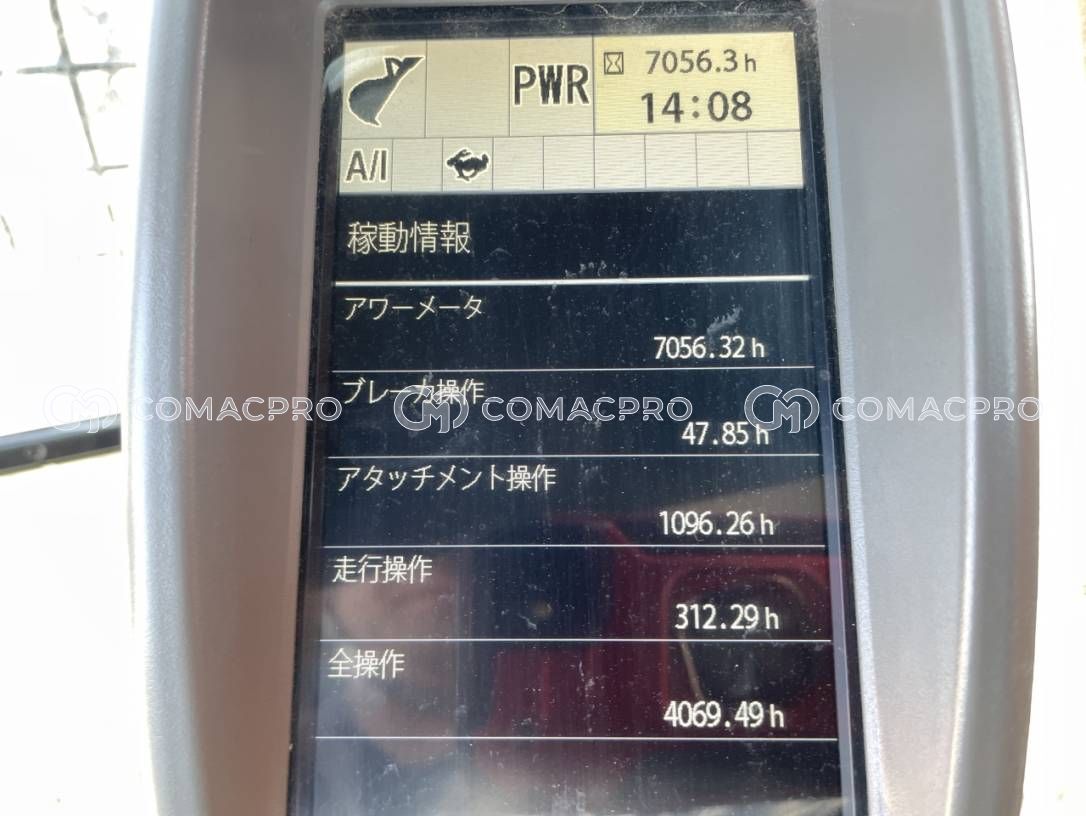 PWR
7056.3 h
14:08
A/I
稼動情報
アワーメータ
7056.32 h
ブレーカ操作
47.85 h
COMACPRO COMACPRO COMACPRO
アタッチメント操作
1096.26 h
走行操作
312.29 h
全操作
4069.49 h